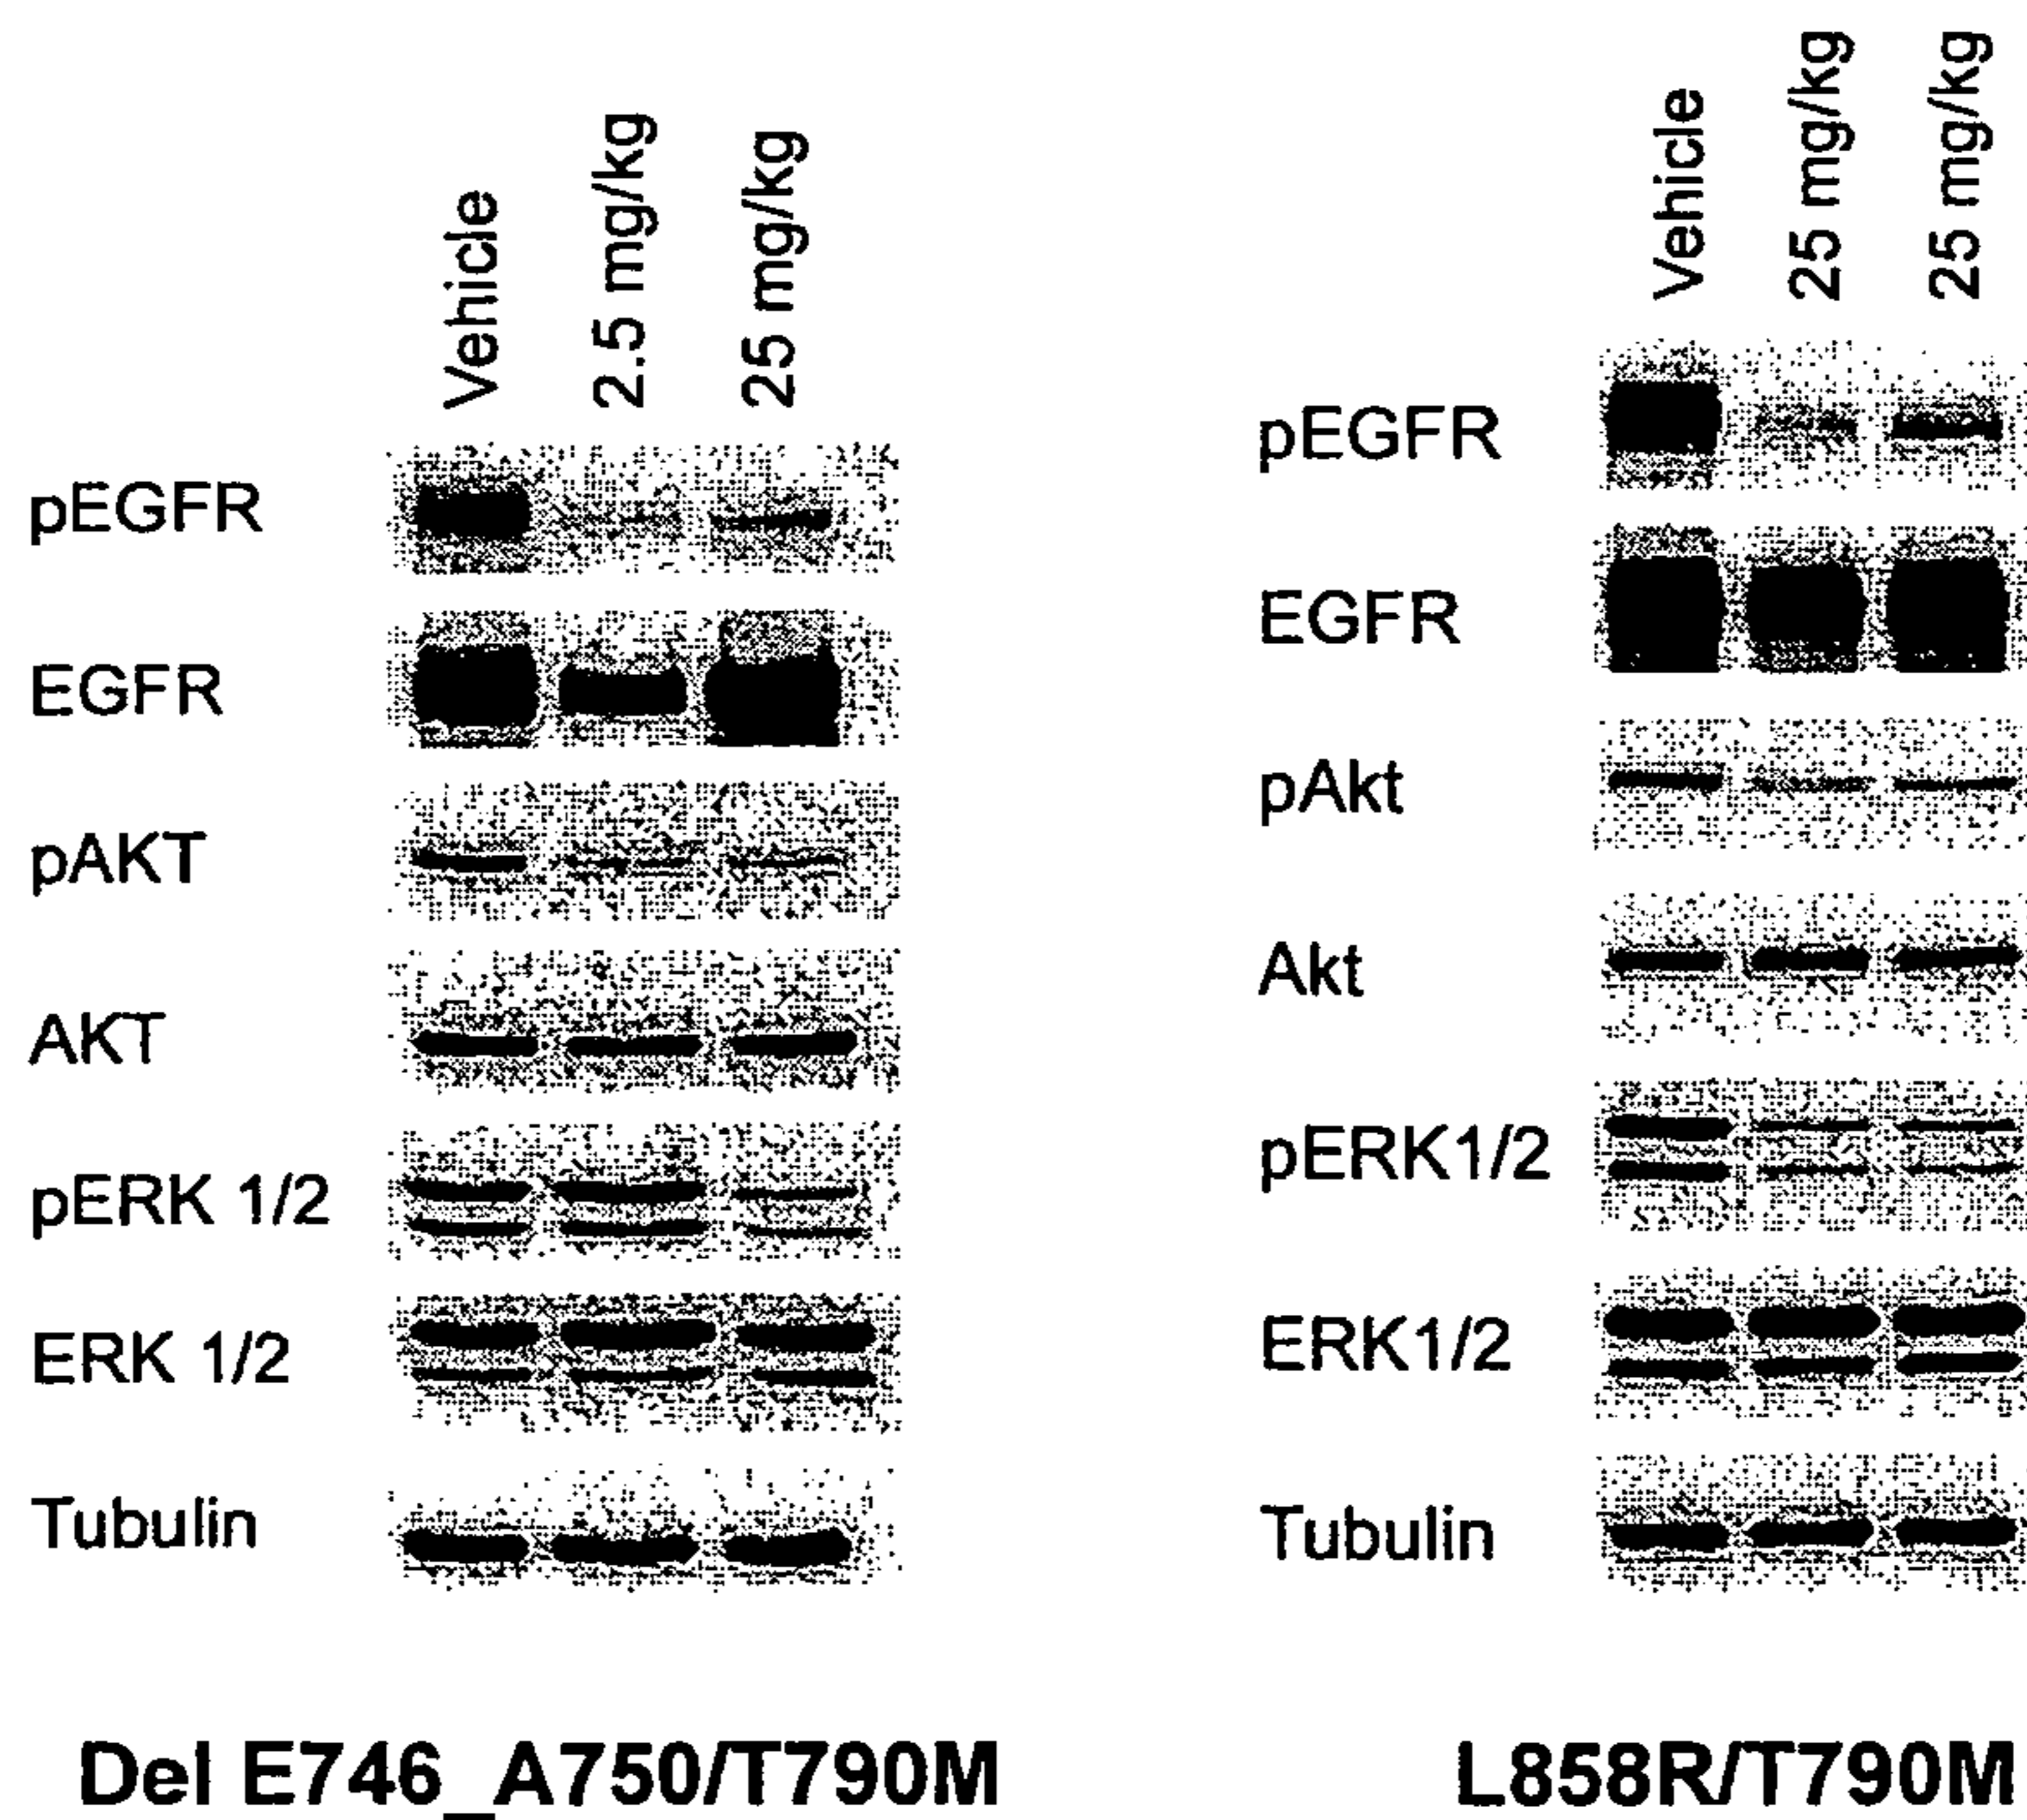 Vehicle
2.5 mg/kg
25 mg/kg
pEGFR
EGFR
pAKT
AKT
pERK 1/2
ERK 1/2
Tubulin
Del E746_A750/T790M
Vehicle
25 mg/kg
25 mg/kg
pEGFR
EGFR
pAkt
Akt
pERK1/2
ERK1/2
Tubulin
L858R/T790M